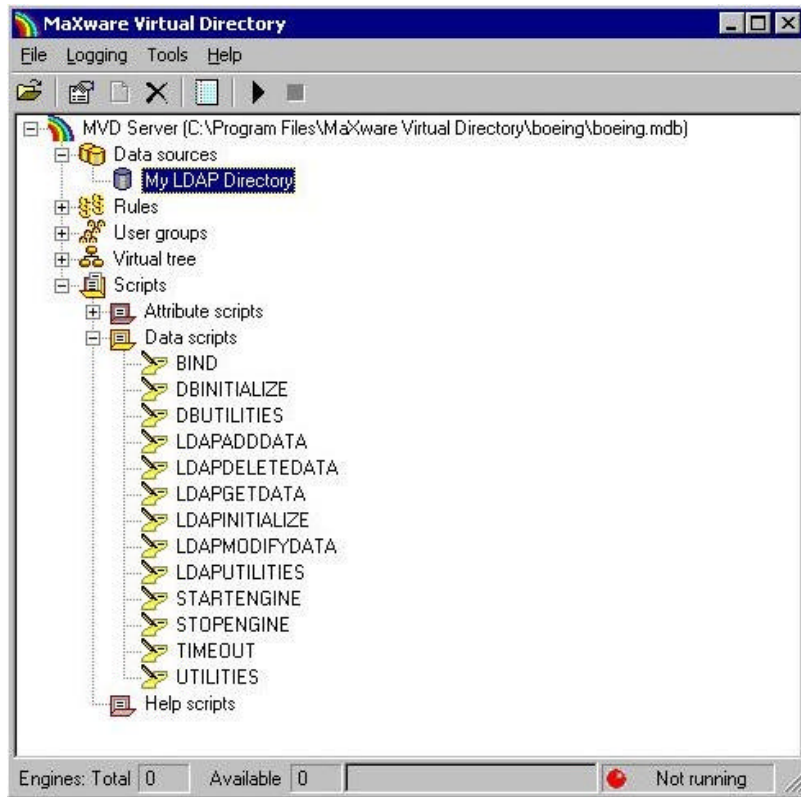 MaXware Virtual Directory
File Logging Tools Help
MVD Server (C:\Program Files\MaXware Virtual Directory\boeing\boeing.mdb)
Data sources
My LDAP Directory
Rules
User groups
Virtual tree
Scripts
Attribute scripts
Data scripts
BIND
DBINITIALIZE
DBUTILITIES
LDAPADDDATA
LDAPDELETEDATA
LDAPGETDATA
LDAPINITIALIZE
LDAPMODIFYDATA
LDAPUTILITIES
STARTENGINE
STOPENGINE
TIMEOUT
UTILITIES
Help scripts
Engines: Total 0 Available 0 Not running